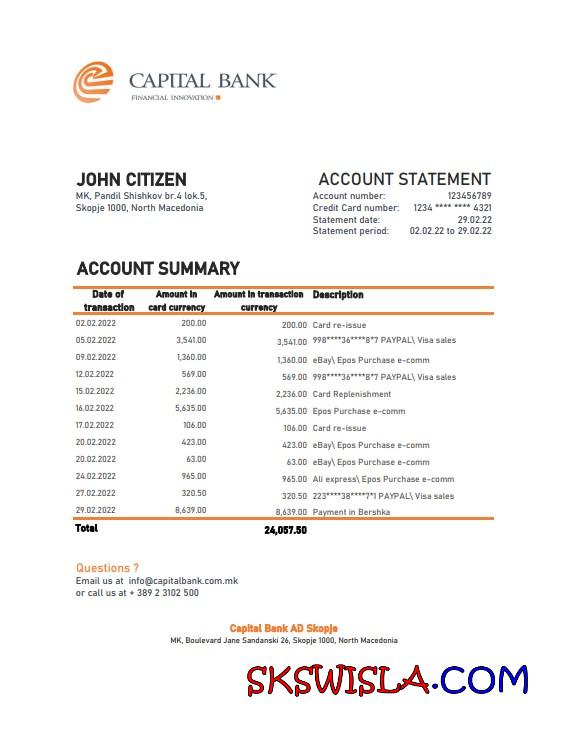 CAPITAL BANK
FINANCIAL INNOVATION
JOHN CITIZEN
MK, Pandil Shishkov br.4 lok.5,
Skopje 1000, North Macedonia
ACCOUNT STATEMENT
Account number: 123456789
Credit Card number: 1234 **** **** 4321
Statement date: 29.02.22
Statement period: 02.02.22 to 29.02.22
ACCOUNT SUMMARY
Date of transaction Amount in card currency Amount in transaction currency Description
02.02.2022 200.00 200.00 Card re-issue
05.02.2022 3,541.00 3,541.00 998****36****8*7 PAYPAL\ Visa sales
09.02.2022 1,360.00 1,360.00 eBay\ Epos Purchase e-comm
12.02.2022 569.00 569.00 998****36****8*7 PAYPAL\ Visa sales
15.02.2022 2,236.00 2,236.00 Card Replenishment
16.02.2022 5,635.00 5,635.00 Epos Purchase e-comm
17.02.2022 106.00 106.00 Card re-issue
20.02.2022 423.00 423.00 eBay\ Epos Purchase e-comm
20.02.2022 63.00 63.00 eBay\ Epos Purchase e-comm
24.02.2022 965.00 965.00 Ali express\ Epos Purchase e-comm
27.02.2022 320.50 320.50 223****38****7*1 PAYPAL\ Visa sales
29.02.2022 8,639.00 8,639.00 Payment in Bershka
Total 24,057.50
Questions ?
Email us at info@capitalbank.com.mk
or call us at + 389 2 3102 500
Capital Bank AD Skopje
MK, Boulevard Jane Sandanski 26, Skopje 1000, North Macedonia
SKSWISLA.COM